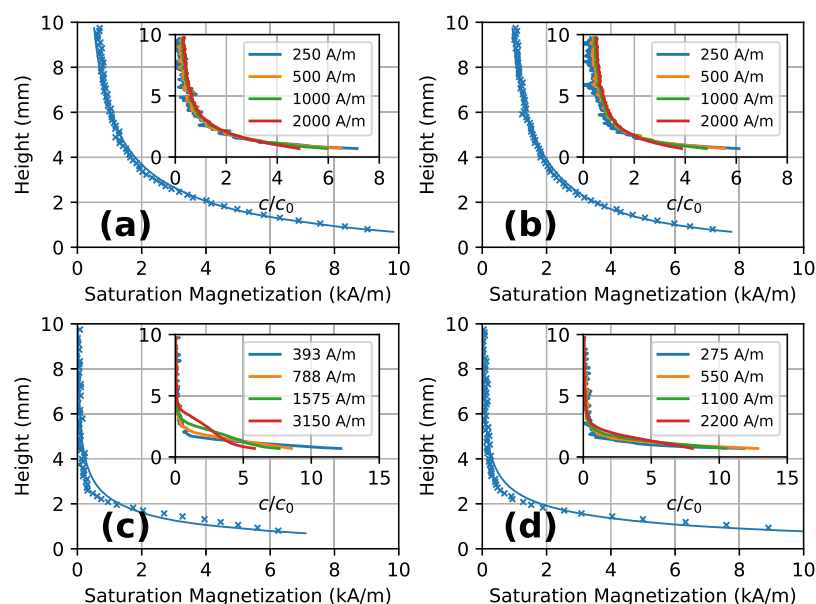 10
8
6
4
2
0
Height (mm)
0 2 4 6 8 10
Saturation Magnetization (kA/m)
(a)
10
5
0
0 2 4 6 8
c/c0
250 A/m
500 A/m
1000 A/m
2000 A/m
10
8
6
4
2
0
Height (mm)
0 2 4 6 8 10
Saturation Magnetization (kA/m)
(b)
10
5
0
0 2 4 6 8
c/c0
250 A/m
500 A/m
1000 A/m
2000 A/m
10
8
6
4
2
0
Height (mm)
0 2 4 6 8 10
Saturation Magnetization (kA/m)
(c)
10
5
0
0 5 10 15
c/c0
393 A/m
788 A/m
1575 A/m
3150 A/m
10
8
6
4
2
0
Height (mm)
0 2 4 6 8 10
Saturation Magnetization (kA/m)
(d)
10
5
0
0 5 10 15
c/c0
275 A/m
550 A/m
1100 A/m
2200 A/m